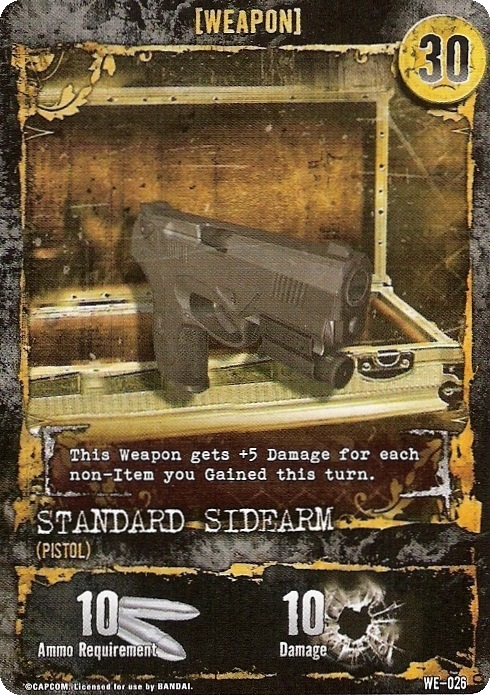 [WEAPON]
30
This Weapon gets +5 Damage for each
non-Item you Gained this turn.
STANDARD SIDEARM
(PISTOL)
10
Ammo Requirement
10
Damage
©CAPCOM. Licensed for use by BANDAI.
WE-026